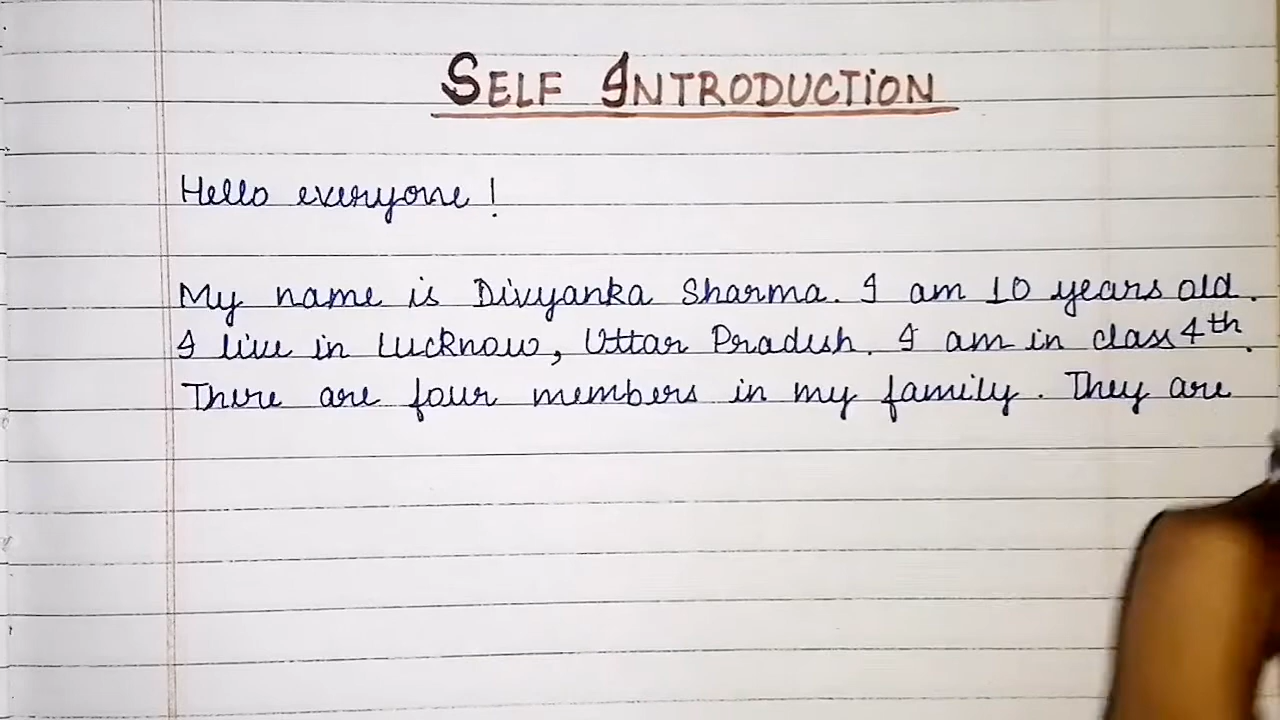 SELF INTRODUCTION
Hello everyone!
My name is Divyanka Sharma. I am 10 years old.
I live in Lucknow, Uttar Pradesh. I am in class 4th.
There are four members in my family. They are